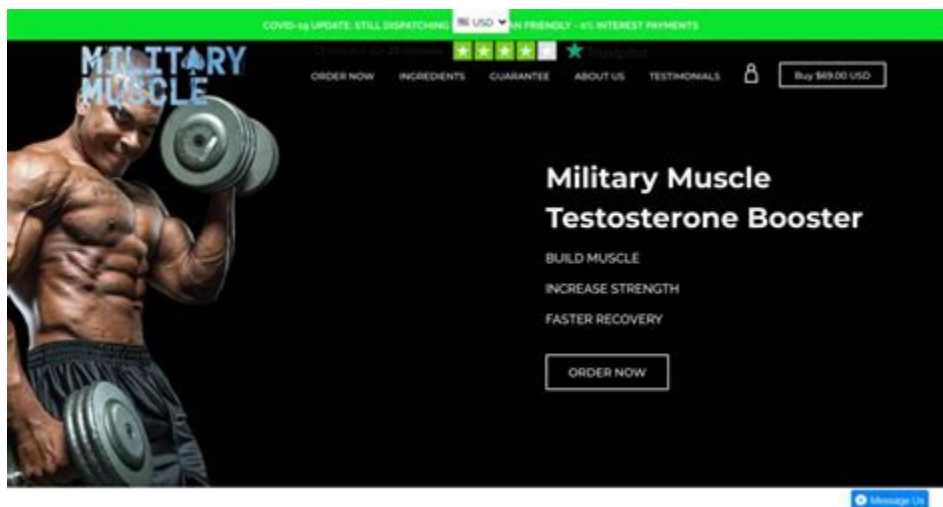 COVID-19 UPDATE: STILL DISPATCHING
USD
AN FRIENDLY - 0% INTEREST PAYMENTS
MILITARY
MUSCLE
Trustpilot
ORDER NOW
INGREDIENTS
GUARANTEE
ABOUT US
TESTIMONIALS
Buy $69.00 USD
Military Muscle
Testosterone Booster
BUILD MUSCLE
INCREASE STRENGTH
FASTER RECOVERY
ORDER NOW
Message Us